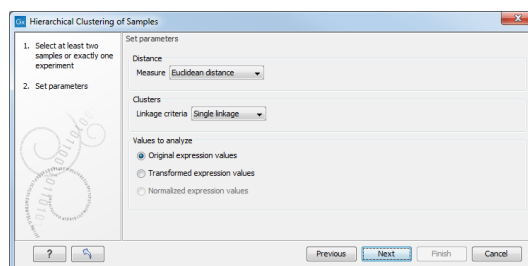 Hierarchical Clustering of Samples
1. Select at least two
samples or exactly one
experiment
2. Set parameters
Set parameters
Distance
Measure Euclidean distance
Clusters
Linkage criteria Single linkage
Values to analyze
Original expression values
Transformed expression values
Normalized expression values
?
Previous Next Finish Cancel